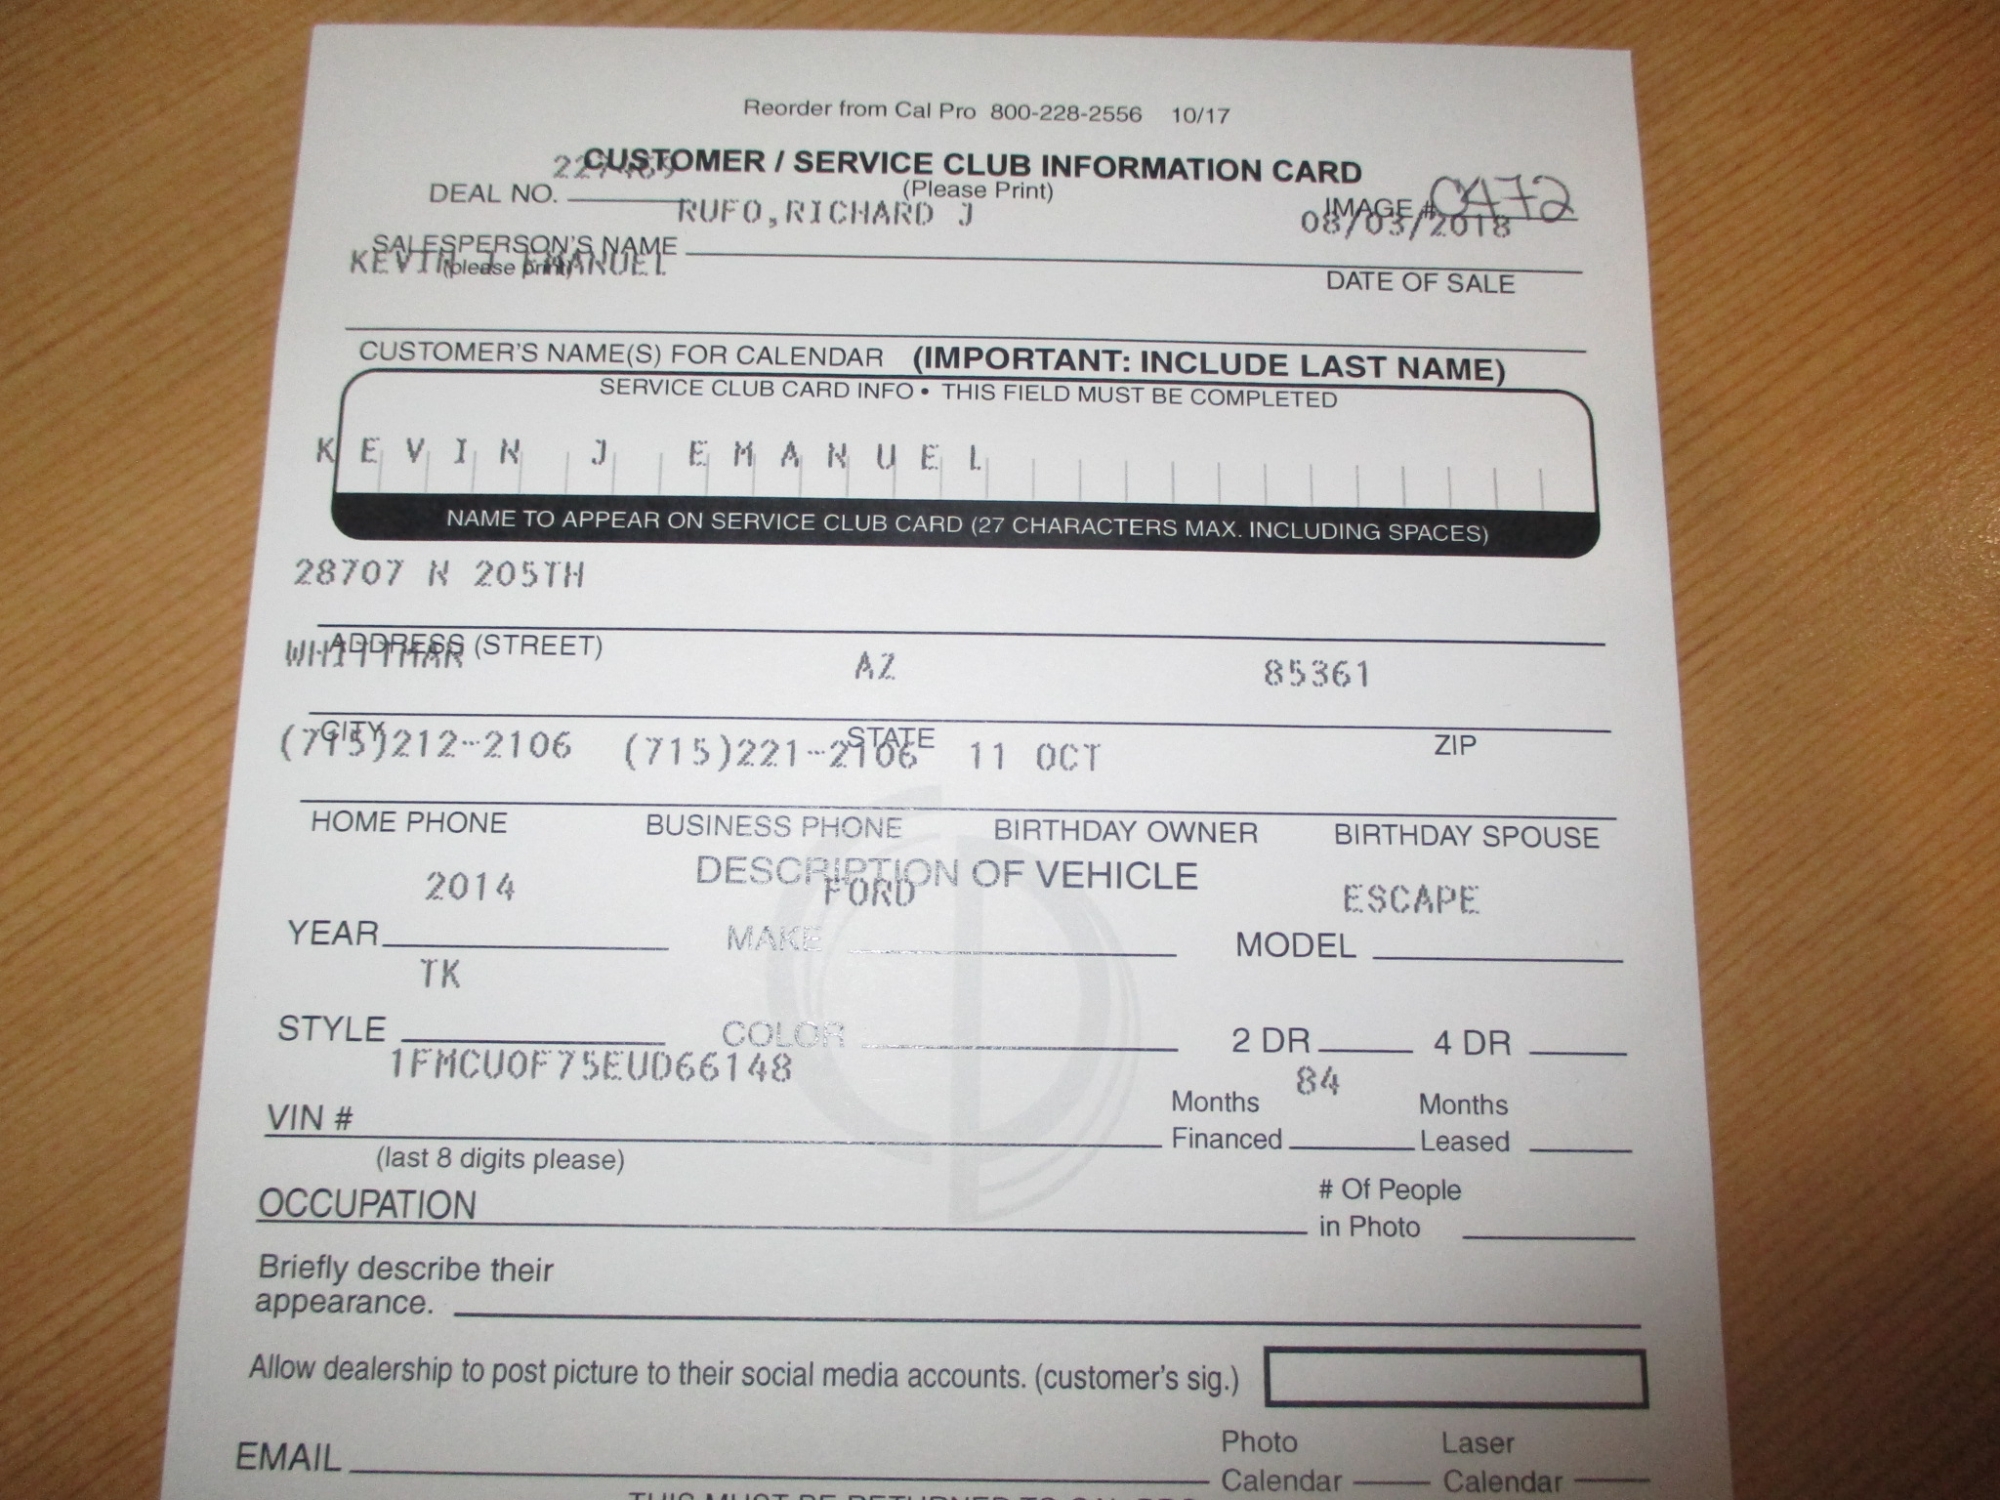 Reorder from Cal Pro 800-228-2556 10/17
CUSTOMER / SERVICE CLUB INFORMATION CARD
(Please Print)
DEAL NO. IMAGE # 0472
RUFO,RICHARD J 08/03/2018
SALESPERSON'S NAME
(please print)
KEVIN J EMANUEL
DATE OF SALE
CUSTOMER'S NAME(S) FOR CALENDAR (IMPORTANT: INCLUDE LAST NAME)
SERVICE CLUB CARD INFO • THIS FIELD MUST BE COMPLETED
KEVIN J EMANUEL
NAME TO APPEAR ON SERVICE CLUB CARD (27 CHARACTERS MAX. INCLUDING SPACES)
28707 N 205TH
ADDRESS (STREET)
WHITTMAN AZ 85361
CITY STATE ZIP
(715)212-2106 (715)221-2106 11 OCT
HOME PHONE BUSINESS PHONE BIRTHDAY OWNER BIRTHDAY SPOUSE
DESCRIPTION OF VEHICLE
2014 FORD ESCAPE
YEAR MAKE MODEL
TK
STYLE COLOR 2 DR 4 DR
1FMCU0F75EUD66148
84
VIN # Months Financed Months Leased
(last 8 digits please)
OCCUPATION # Of People in Photo
Briefly describe their
appearance.
Allow dealership to post picture to their social media accounts. (customer's sig.)
EMAIL Photo Calendar Laser Calendar